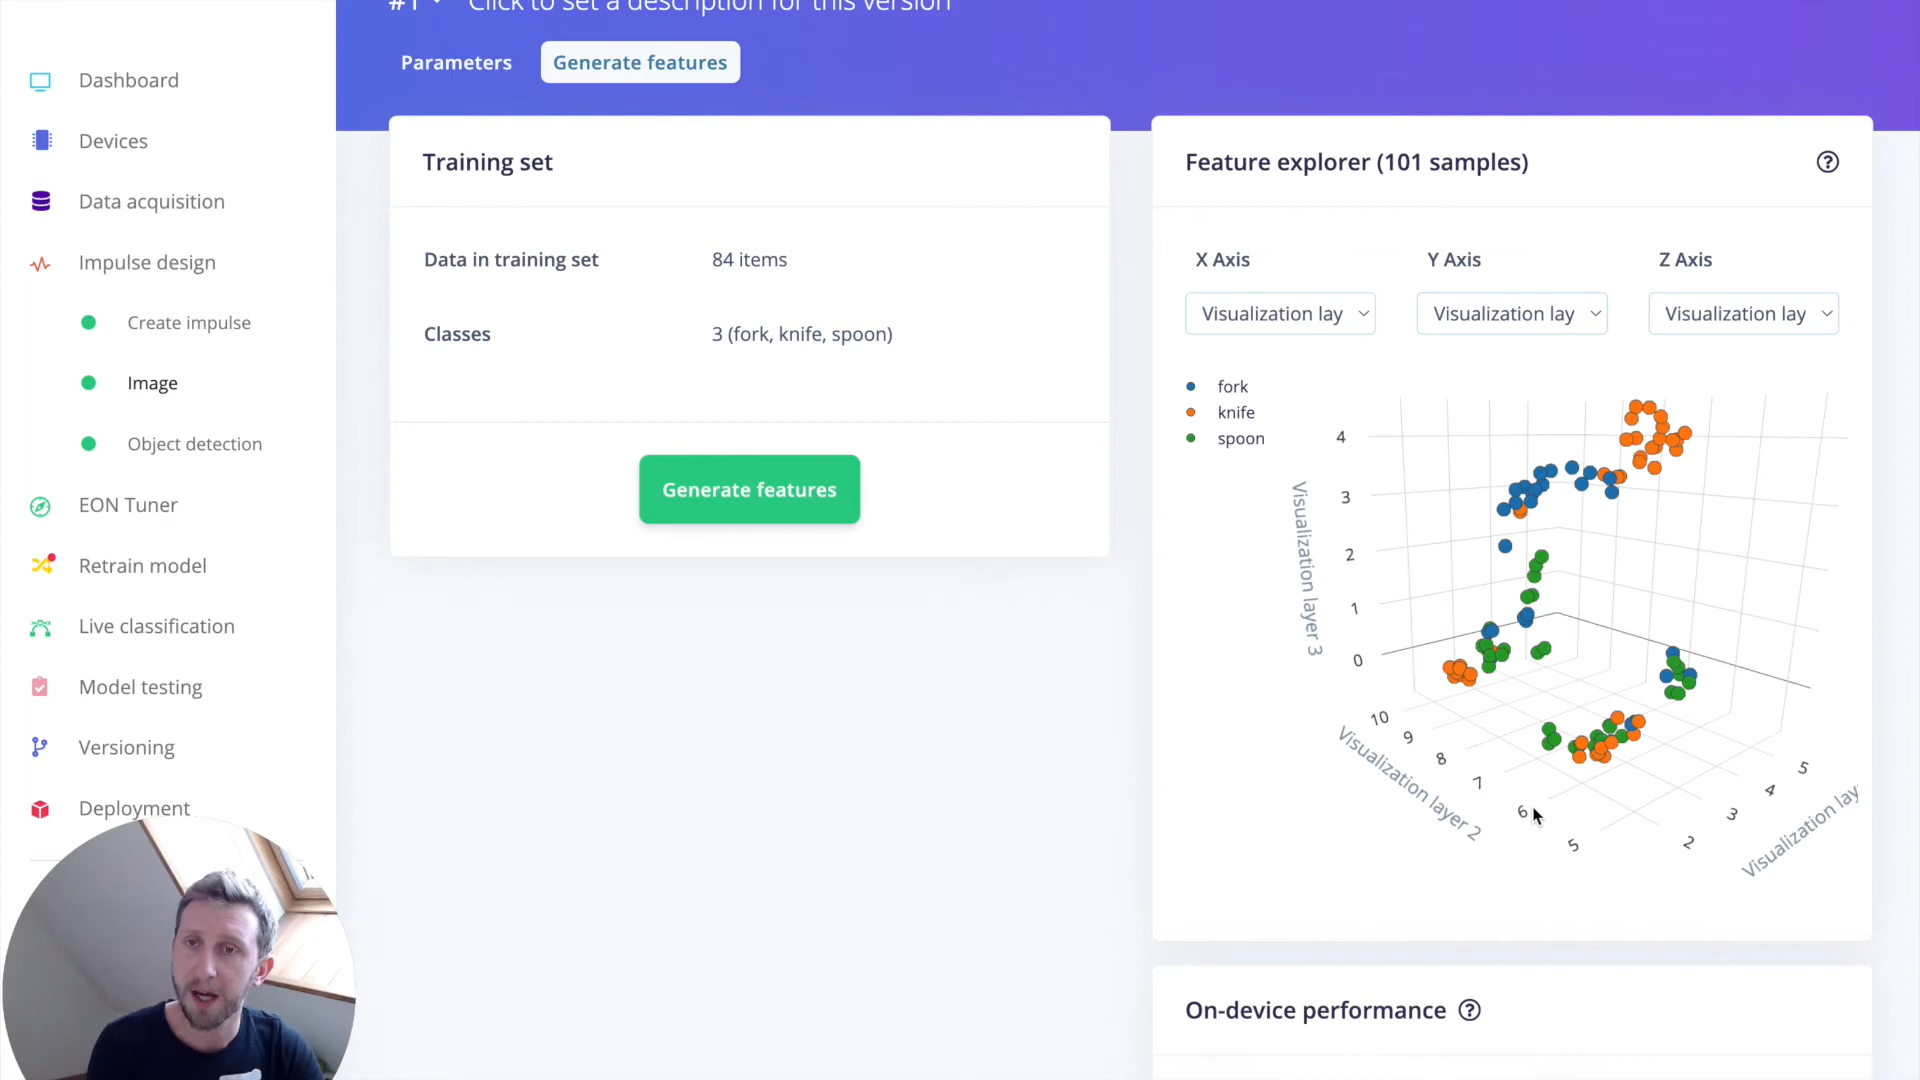 #1 Click to set a description for this version
Parameters Generate features
Dashboard
Devices
Data acquisition
Impulse design
Create impulse
Image
Object detection
EON Tuner
Retrain model
Live classification
Model testing
Versioning
Deployment
Training set
Data in training set 84 items
Classes 3 (fork, knife, spoon)
Generate features
Feature explorer (101 samples) ?
X Axis Y Axis Z Axis
Visualization lay Visualization lay Visualization lay
fork
knife
spoon
4
3
2
1
0
Visualization layer 3
10
9
8
7
6
5
Visualization layer 2
5
4
3
2
Visualization lay
On-device performance ?